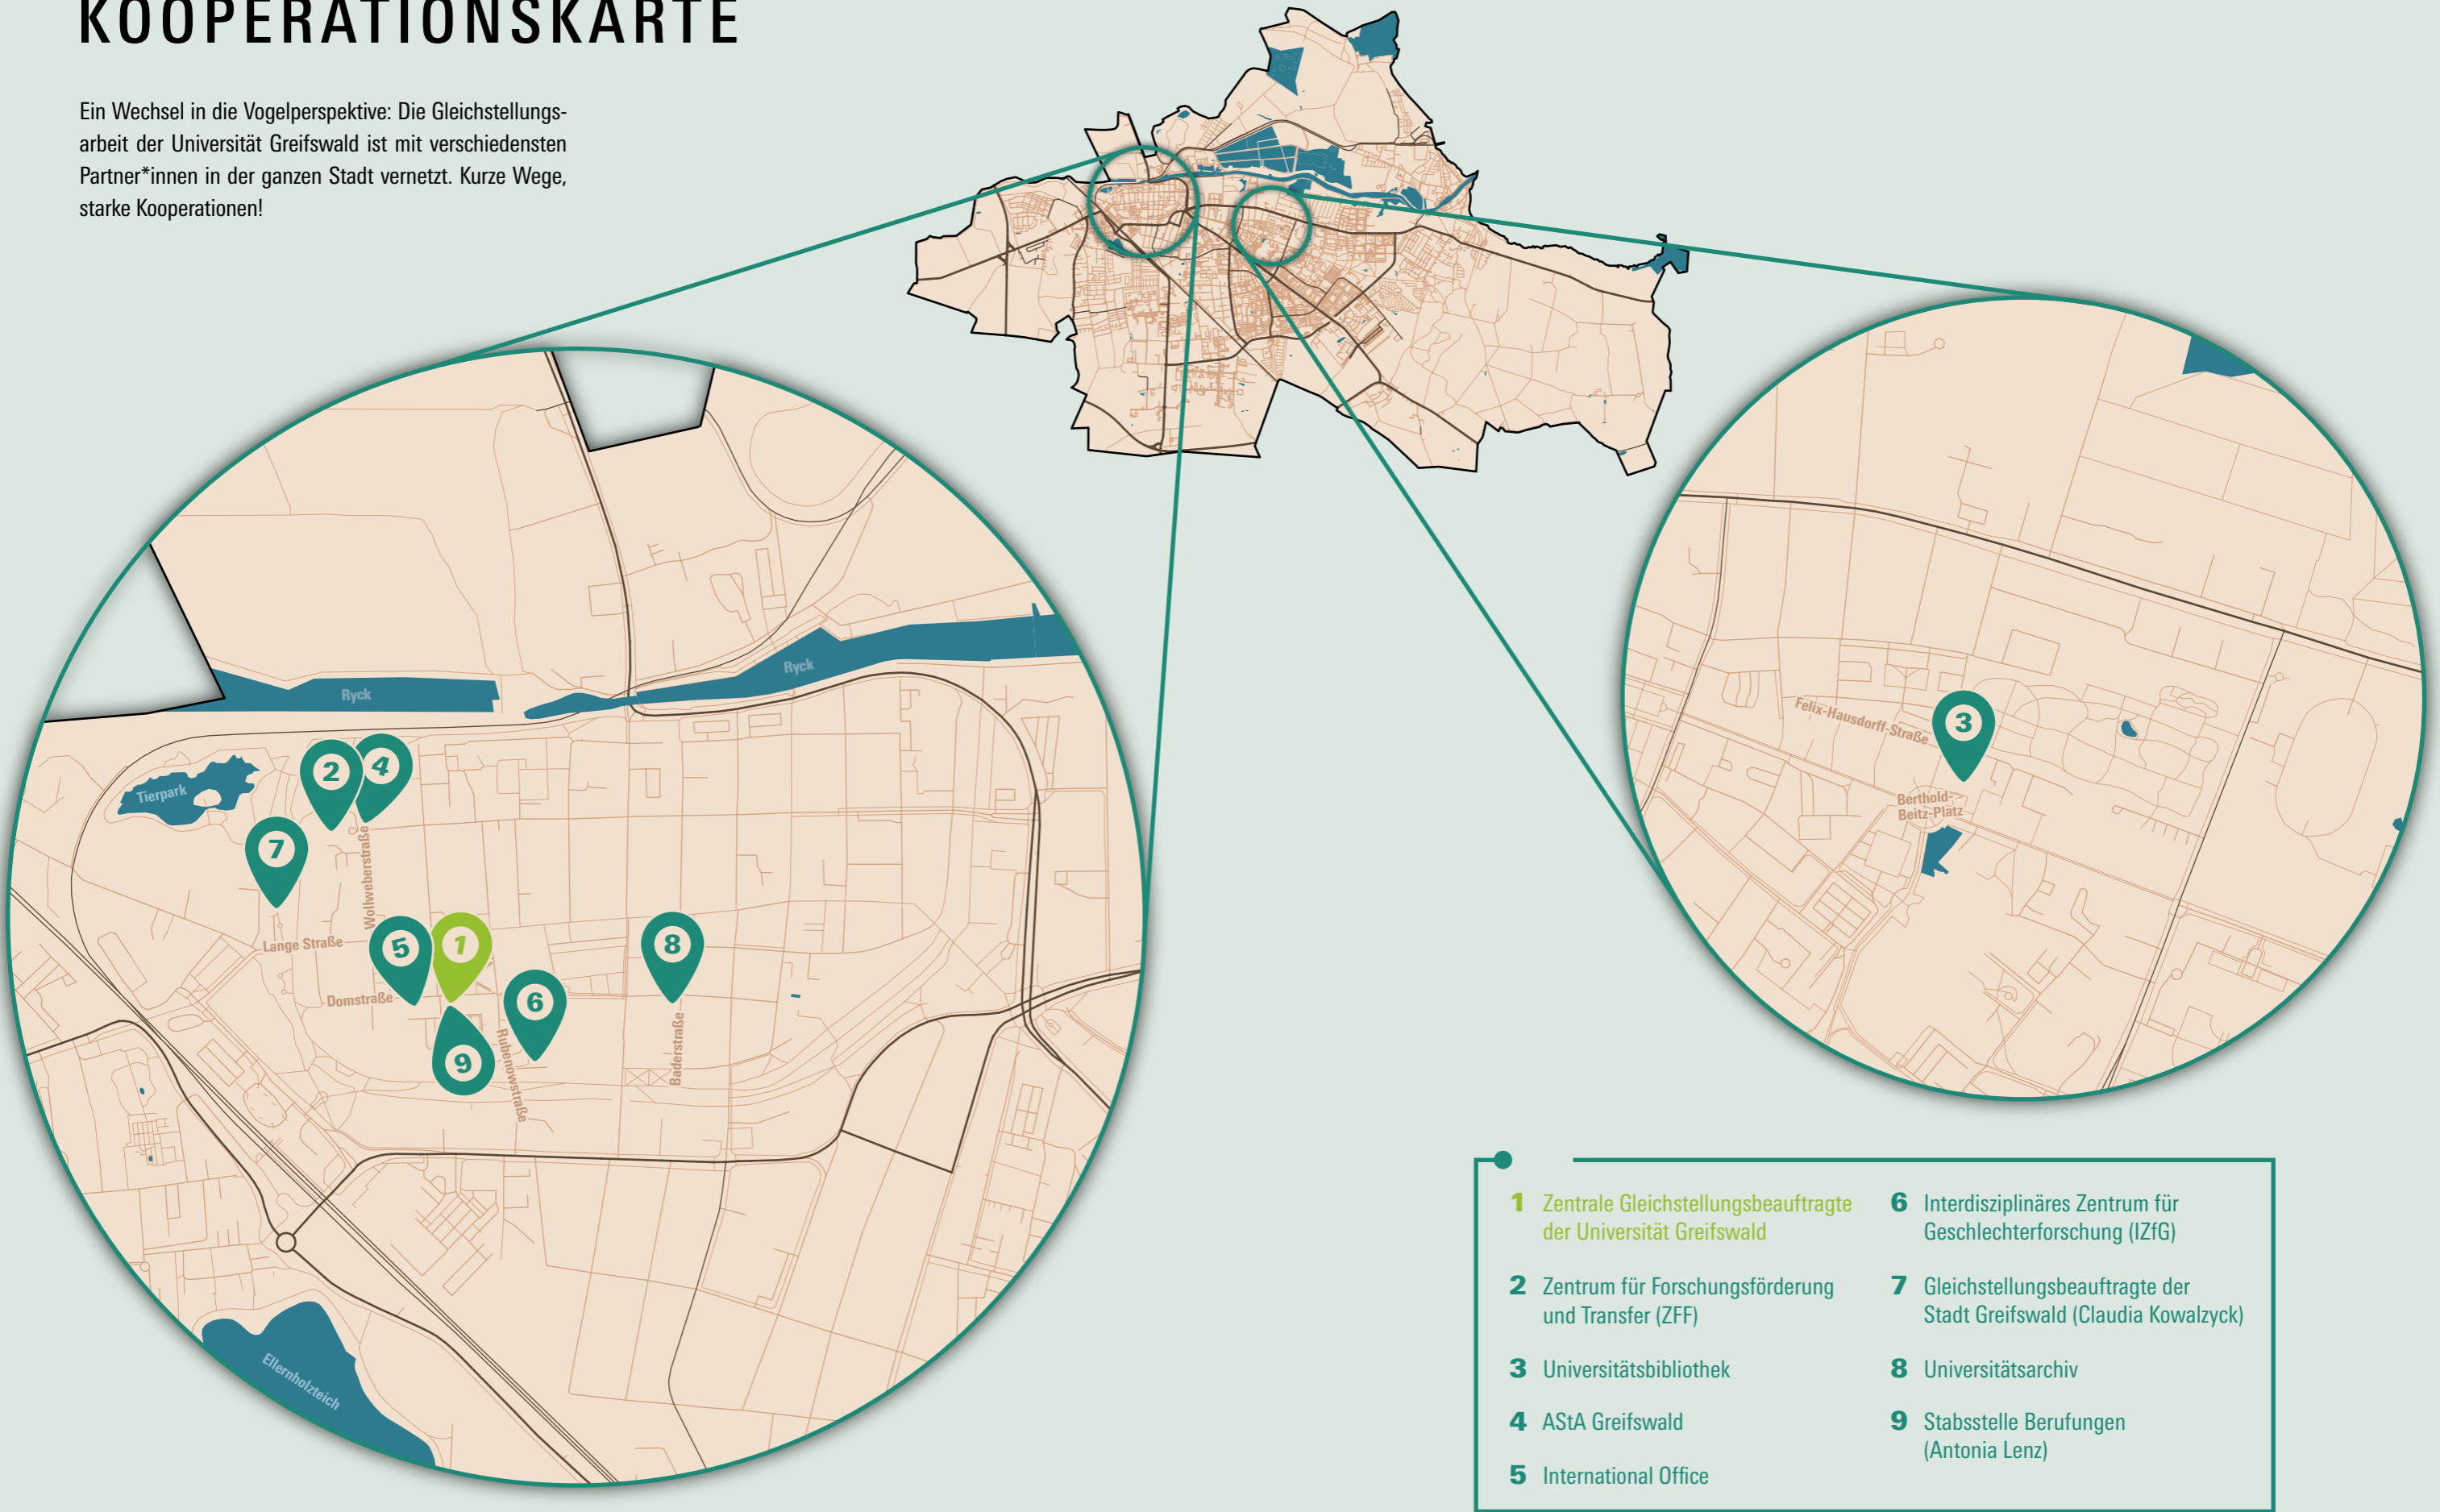 KOOPERATIONSKARTE
Ein Wechsel in die Vogelperspektive: Die Gleichstellungs-
arbeit der Universität Greifswald ist mit verschiedensten
Partner*innen in der ganzen Stadt vernetzt. Kurze Wege,
starke Kooperationen!
Ryck
Ryck
Tierpark
2
4
7
Wollweberstraße
Lange Straße
5
1
8
Domstraße
6
9
Rubenowstraße
Baderstraße
Ellernholzteich
Felix-Hausdorff-Straße
3
Berthold-
Beitz-Platz
1 Zentrale Gleichstellungsbeauftragte
der Universität Greifswald
2 Zentrum für Forschungsförderung
und Transfer (ZFF)
3 Universitätsbibliothek
4 AStA Greifswald
5 International Office
6 Interdisziplinäres Zentrum für
Geschlechterforschung (IZfG)
7 Gleichstellungsbeauftragte der
Stadt Greifswald (Claudia Kowalzyck)
8 Universitätsarchiv
9 Stabsstelle Berufungen
(Antonia Lenz)